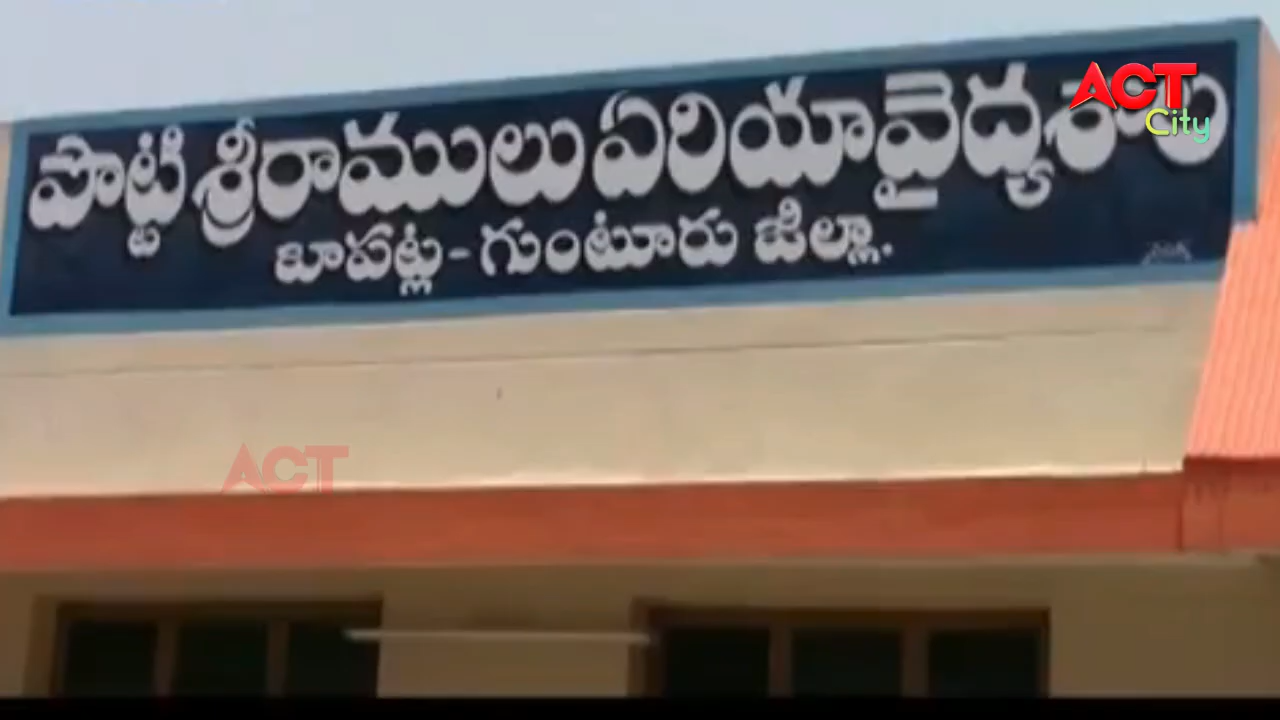 పొట్టి శ్రీరాములు ఏరియా వైద్యశాల
బాపట్ల - గుంటూరు జిల్లా.
ACT
City
ACT